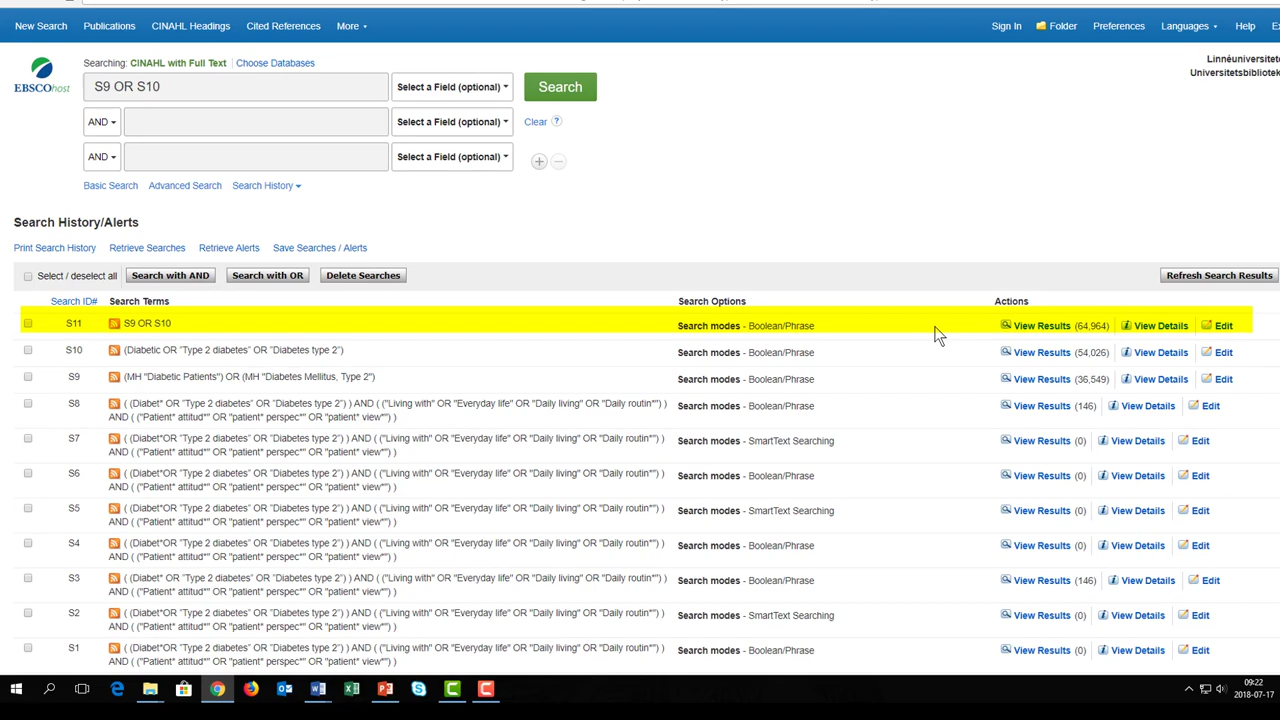 New Search Publications CINAHL Headings Cited References More Sign In Folder Preferences Languages Help
Searching: CINAHL with Full Text Choose Databases
Linnéuniversitete
Universitetsbibliotek
EBSCOhost
S9 OR S10 Select a Field (optional) Search
AND Select a Field (optional) Clear ?
AND Select a Field (optional)
Basic Search Advanced Search Search History
Search History/Alerts
Print Search History Retrieve Searches Retrieve Alerts Save Searches / Alerts
Select / deselect all Search with AND Search with OR Delete Searches Refresh Search Results
Search ID# Search Terms Search Options Actions
S11 S9 OR S10 Search modes - Boolean/Phrase View Results (64,964) View Details Edit
S10 (Diabetic OR "Type 2 diabetes" OR "Diabetes type 2") Search modes - Boolean/Phrase View Results (54,026) View Details Edit
S9 (MH "Diabetic Patients") OR (MH "Diabetes Mellitus, Type 2") Search modes - Boolean/Phrase View Results (36,549) View Details Edit
S8 ( (Diabet* OR "Type 2 diabetes" OR "Diabetes type 2") ) AND ( ("Living with" OR "Everyday life" OR "Daily living" OR "Daily routin*") ) Search modes - Boolean/Phrase View Results (146) View Details Edit
AND ( ("Patient* attitud*" OR "patient* perspec*" OR "patient* view*") )
S7 ( (Diabet*OR "Type 2 diabetes" OR "Diabetes type 2") ) AND ( ("Living with" OR "Everyday life" OR "Daily living" OR "Daily routin*") ) Search modes - SmartText Searching View Results (0) View Details Edit
AND ( ("Patient* attitud*" OR "patient* perspec*" OR "patient* view*") )
S6 ( (Diabet*OR "Type 2 diabetes" OR "Diabetes type 2") ) AND ( ("Living with" OR "Everyday life" OR "Daily living" OR "Daily routin*") ) Search modes - Boolean/Phrase View Results (0) View Details Edit
AND ( ("Patient* attitud*" OR "patient* perspec*" OR "patient* view*") )
S5 ( (Diabet*OR "Type 2 diabetes" OR "Diabetes type 2") ) AND ( ("Living with" OR "Everyday life" OR "Daily living" OR "Daily routin*") ) Search modes - SmartText Searching View Results (0) View Details Edit
AND ( ("Patient* attitud*" OR "patient* perspec*" OR "patient* view*") )
S4 ( (Diabet*OR "Type 2 diabetes" OR "Diabetes type 2") ) AND ( ("Living with" OR "Everyday life" OR "Daily living" OR "Daily routin*") ) Search modes - Boolean/Phrase View Results (0) View Details Edit
AND ( ("Patient* attitud*" OR "patient* perspec*" OR "patient* view*") )
S3 ( (Diabet* OR "Type 2 diabetes" OR "Diabetes type 2") ) AND ( ("Living with" OR "Everyday life" OR "Daily living" OR "Daily routin*") ) Search modes - Boolean/Phrase View Results (146) View Details Edit
AND ( ("Patient* attitud*" OR "patient* perspec*" OR "patient* view*") )
S2 ( (Diabet*OR "Type 2 diabetes" OR "Diabetes type 2") ) AND ( ("Living with" OR "Everyday life" OR "Daily living" OR "Daily routin*") ) Search modes - SmartText Searching View Results (0) View Details Edit
AND ( ("Patient* attitud*" OR "patient* perspec*" OR "patient* view*") )
S1 ( (Diabet*OR "Type 2 diabetes" OR "Diabetes type 2") ) AND ( ("Living with" OR "Everyday life" OR "Daily living" OR "Daily routin*") ) Search modes - Boolean/Phrase View Results (0) View Details Edit
AND ( ("Patient* attitud*" OR "patient* perspec*" OR "patient* view*") )
09:22
2018-07-17